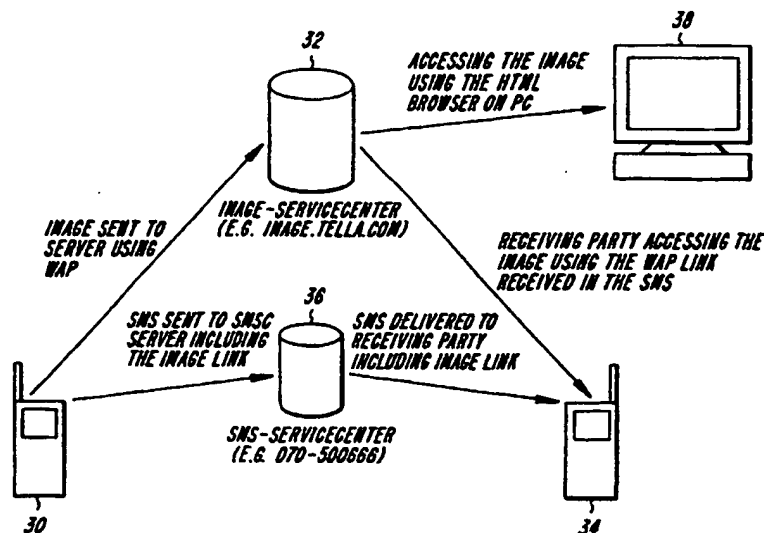 32
38
ACCESSING THE IMAGE
USING THE HTML
BROWSER ON PC
IMAGE-SERVICECENTER
(E.G. IMAGE.TELLA.COM)
IMAGE SENT TO
SERVER USING
WAP
RECEIVING PARTY ACCESSING THE
IMAGE USING THE WAP LINK
RECEIVED IN THE SMS
36
SMS SENT TO SMSC
SERVER INCLUDING
THE IMAGE LINK
SMS DELIVERED TO
RECEIVING PARTY
INCLUDING IMAGE LINK
SMS-SERVICECENTER
(E.G. 070-500666)
30
34